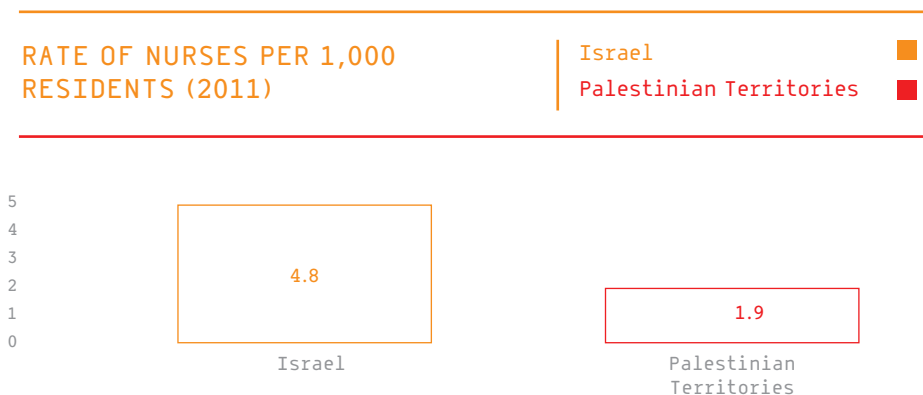 RATE OF NURSES PER 1,000
RESIDENTS (2011)
Israel
Palestinian Territories
5
4
3
2
1
0
4.8
1.9
Israel
Palestinian
Territories